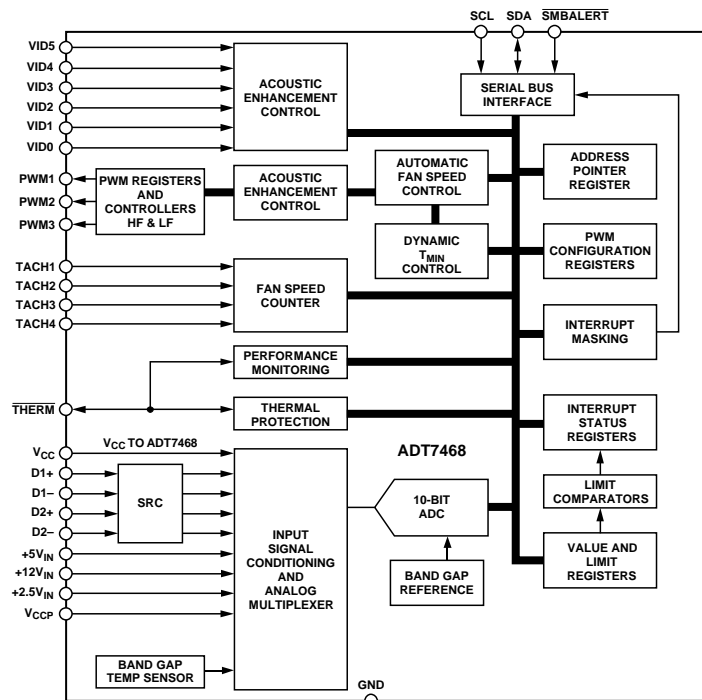 SCL SDA SMBALERT
VID5
VID4
VID3
VID2
VID1
VID0
ACOUSTIC
ENHANCEMENT
CONTROL
SERIAL BUS
INTERFACE
PWM1
PWM2
PWM3
PWM REGISTERS
AND
CONTROLLERS
HF & LF
ACOUSTIC
ENHANCEMENT
CONTROL
AUTOMATIC
FAN SPEED
CONTROL
ADDRESS
POINTER
REGISTER
DYNAMIC
TMIN
CONTROL
PWM
CONFIGURATION
REGISTERS
TACH1
TACH2
TACH3
TACH4
FAN SPEED
COUNTER
INTERRUPT
MASKING
PERFORMANCE
MONITORING
THERM
THERMAL
PROTECTION
INTERRUPT
STATUS
REGISTERS
VCC
VCC TO ADT7468
ADT7468
D1+
D1–
D2+
D2–
SRC
+5VIN
+12VIN
+2.5VIN
VCCP
INPUT
SIGNAL
CONDITIONING
AND
ANALOG
MULTIPLEXER
10-BIT
ADC
LIMIT
COMPARATORS
BAND GAP
REFERENCE
VALUE AND
LIMIT
REGISTERS
BAND GAP
TEMP SENSOR
GND